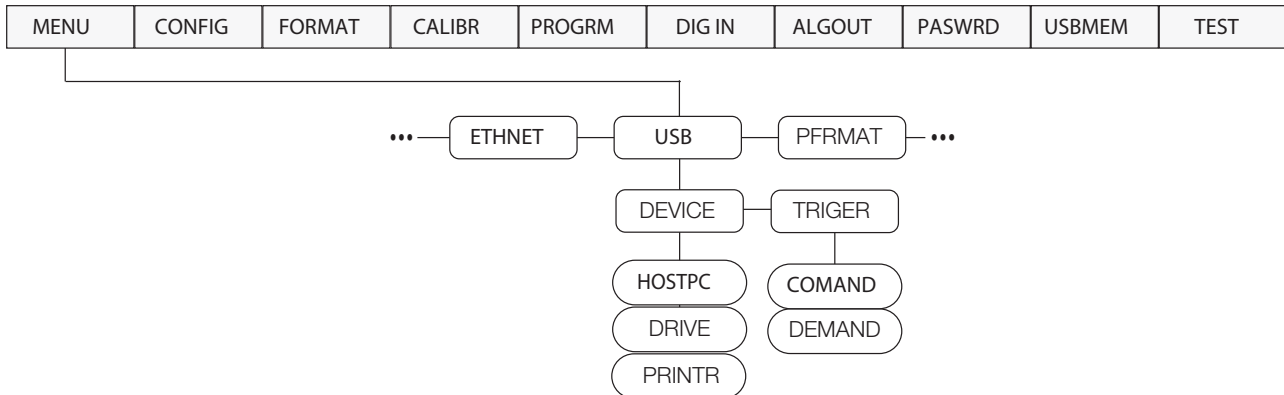 MENU CONFIG FORMAT CALIBR PROGRM DIG IN ALGOUT PASWRD USBMEM TEST
••• ETHNET USB PFRMAT •••
DEVICE TRIGER
HOSTPC COMAND
DRIVE DEMAND
PRINTR